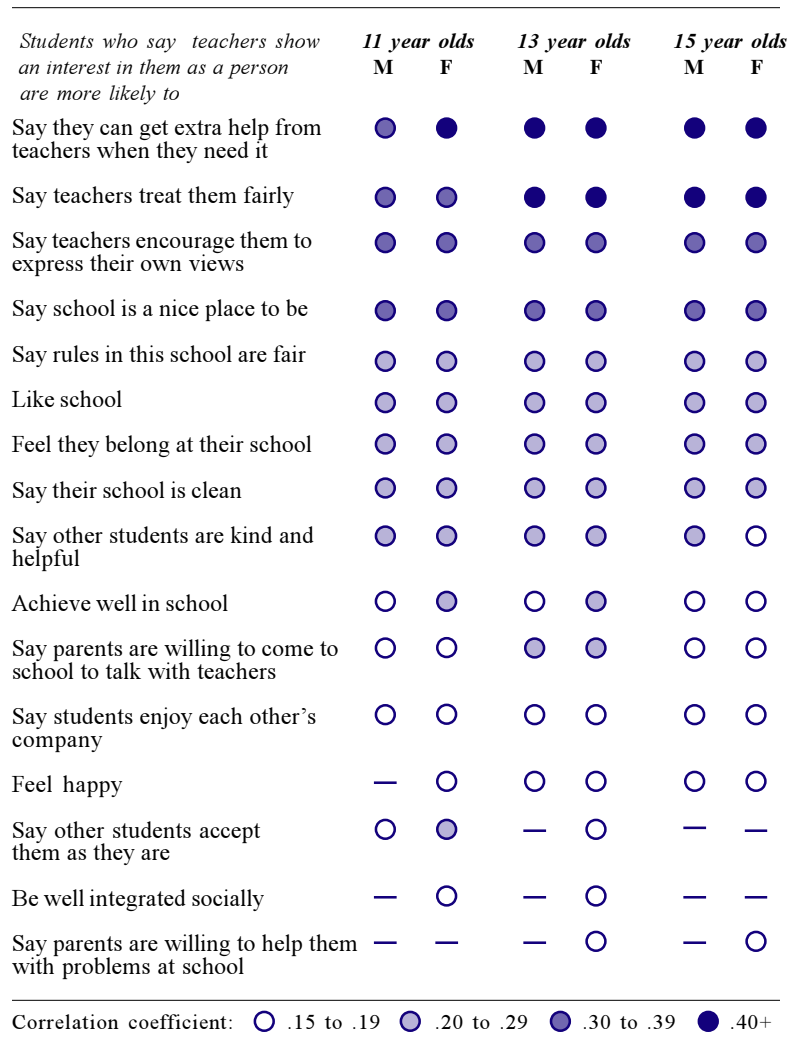 Students who say teachers show 11 year olds 13 year olds 15 year olds
an interest in them as a person M F M F M F
are more likely to
Say they can get extra help from
teachers when they need it
Say teachers treat them fairly
Say teachers encourage them to
express their own views
Say school is a nice place to be
Say rules in this school are fair
Like school
Feel they belong at their school
Say their school is clean
Say other students are kind and
helpful
Achieve well in school
Say parents are willing to come to
school to talk with teachers
Say students enjoy each other’s
company
Feel happy —
Say other students accept — — —
them as they are
Be well integrated socially — — — —
Say parents are willing to help them — — — —
with problems at school
Correlation coefficient: .15 to .19 .20 to .29 .30 to .39 .40+